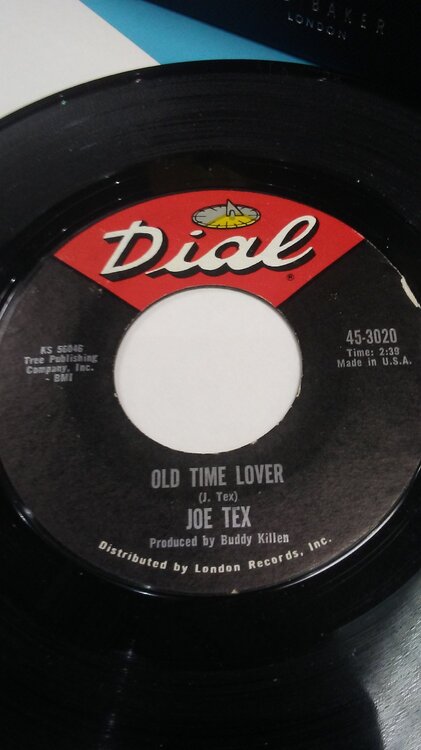 BAKER
LONDON
Dial
®
KS 56046
Tree Publishing
Company, Inc.
- BMI
45-3020
Time: 2:39
Made in U.S.A.
OLD TIME LOVER
(J. Tex)
JOE TEX
Produced by Buddy Killen
Distributed by London Records, Inc.